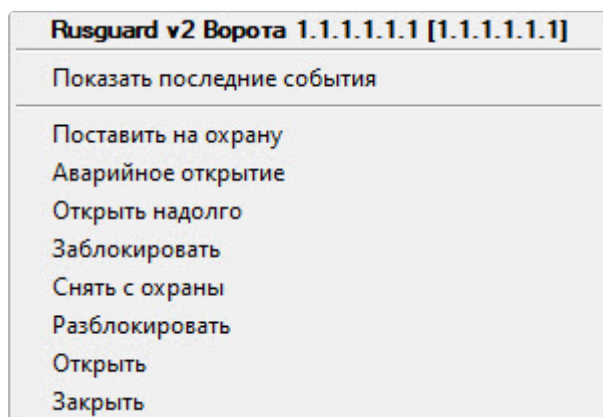 Rusguard v2 Ворота 1.1.1.1.1.1 [1.1.1.1.1.1]
Показать последние события
Поставить на охрану
Аварийное открытие
Открыть надолго
Заблокировать
Снять с охраны
Разблокировать
Открыть
Закрыть